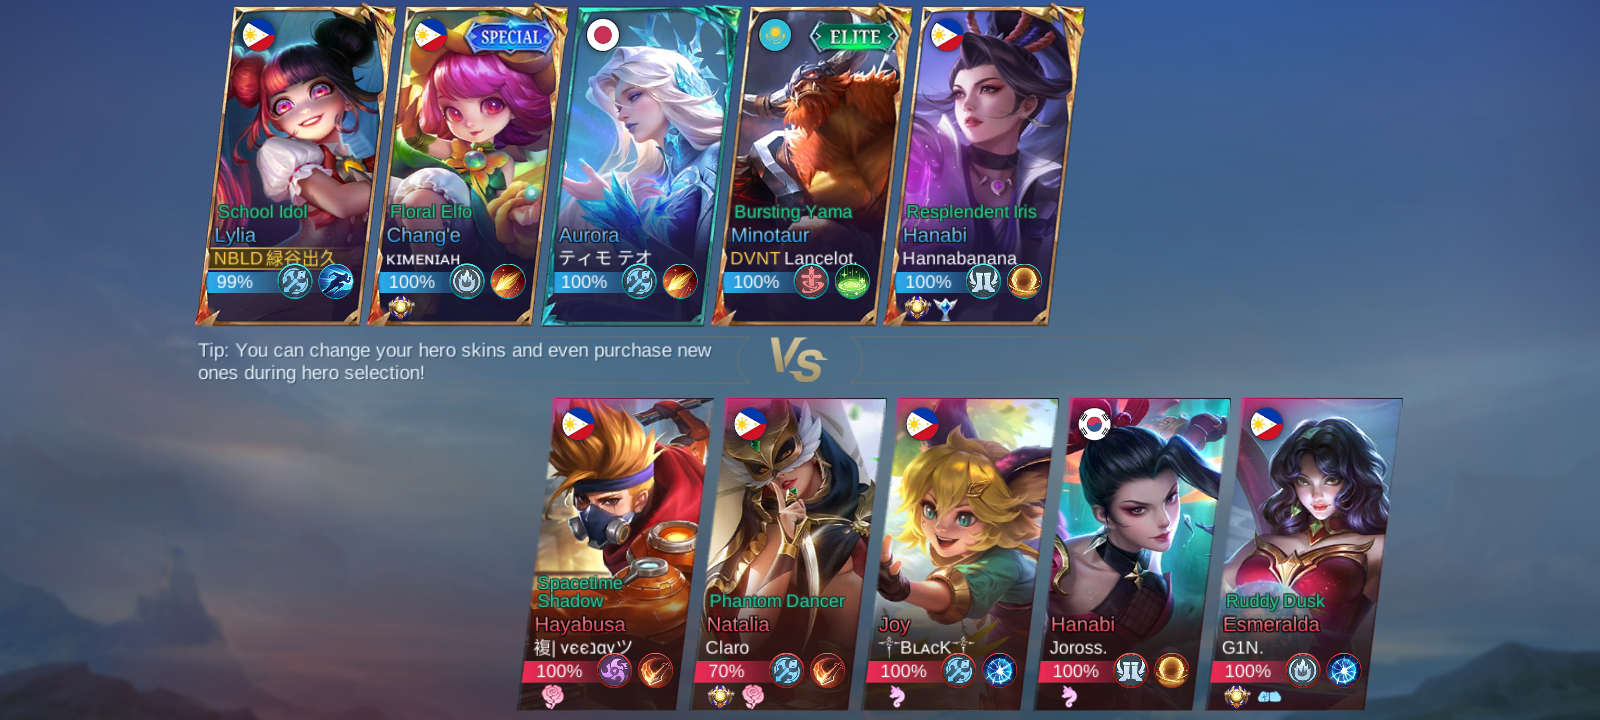 SPECIAL
ELITE
School Idol
Lylia
NBLD 緑谷出久
99%
Floral Elfo
Chang'e
KIMENIAH
100%
Aurora
ティモ テオ
100%
Bursting Yama
Minotaur
DVNT Lancelot.
100%
Resplendent Iris
Hanabi
Hannabanana
100%
Tip: You can change your hero skins and even purchase new
ones during hero selection!
VS
Spacetime
Shadow
Hayabusa
100%
Phantom Dancer
Natalia
Claro
70%
Joy
BLAcK
100%
Hanabi
Joross.
100%
Ruddy Dusk
Esmeralda
G1N.
100%